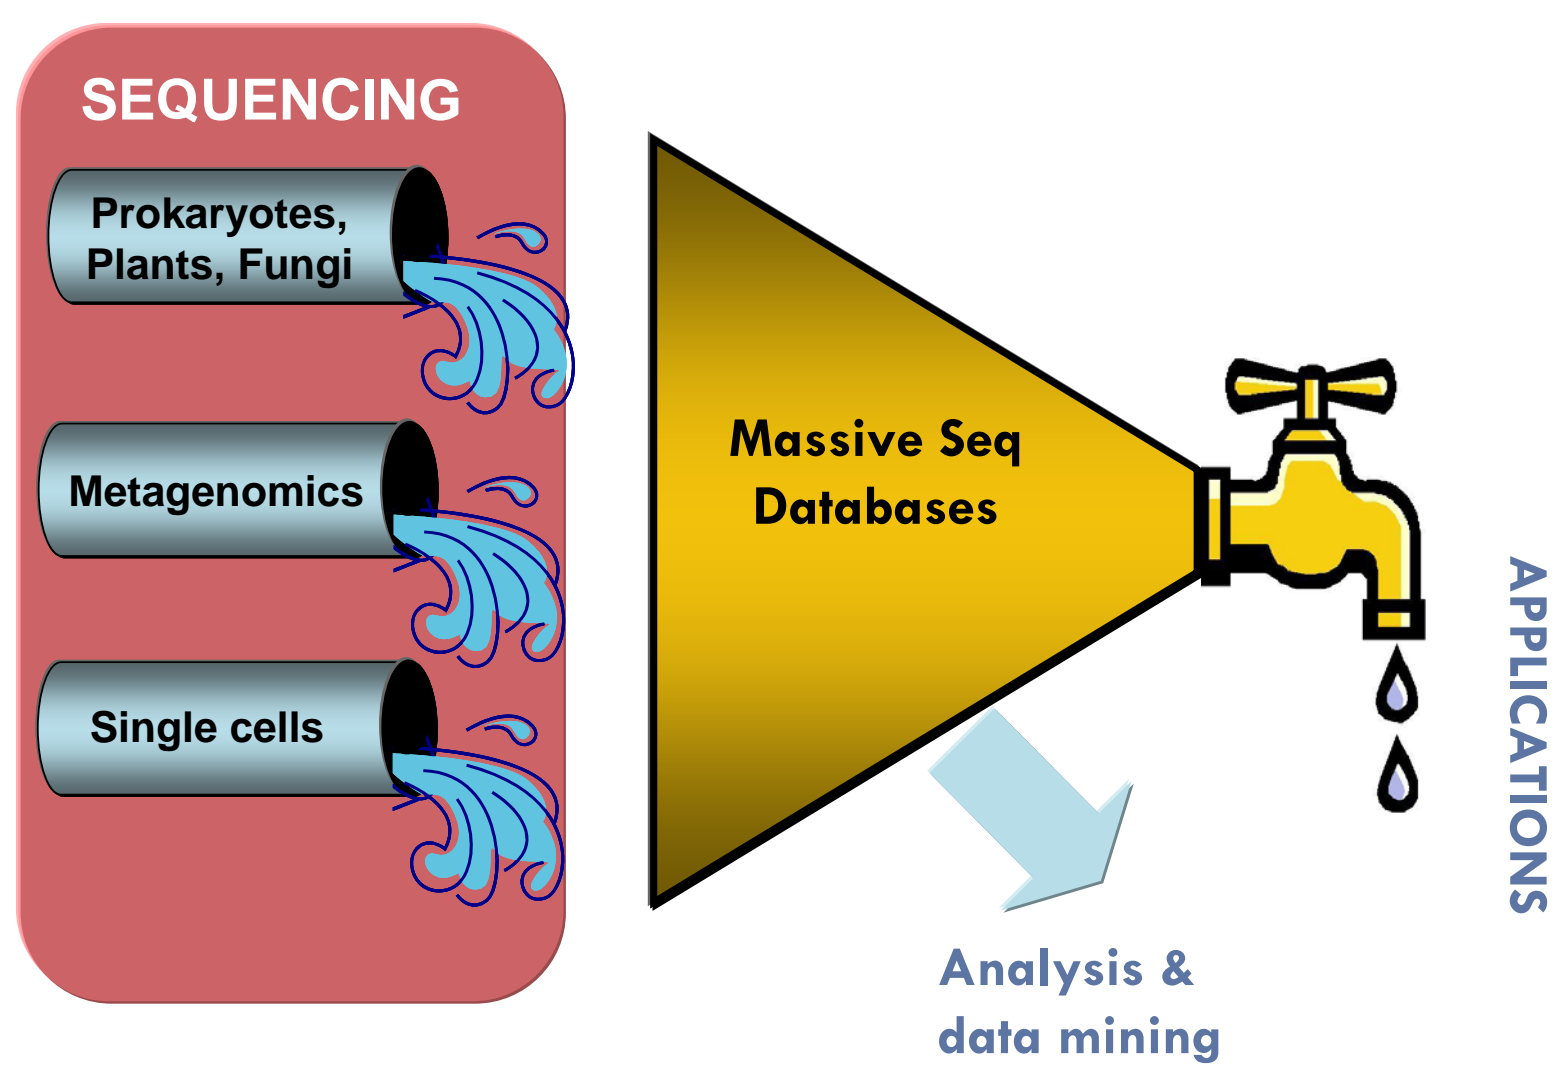 SEQUENCING
Prokaryotes,
Plants, Fungi
Metagenomics
Single cells
Massive Seq
Databases
Analysis &
data mining
APPLICATIONS